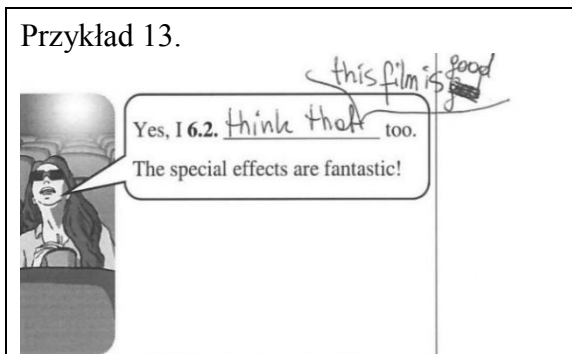 Przykład 13.
this film is good
Yes, I 6.2. think that too.
The special effects are fantastic!